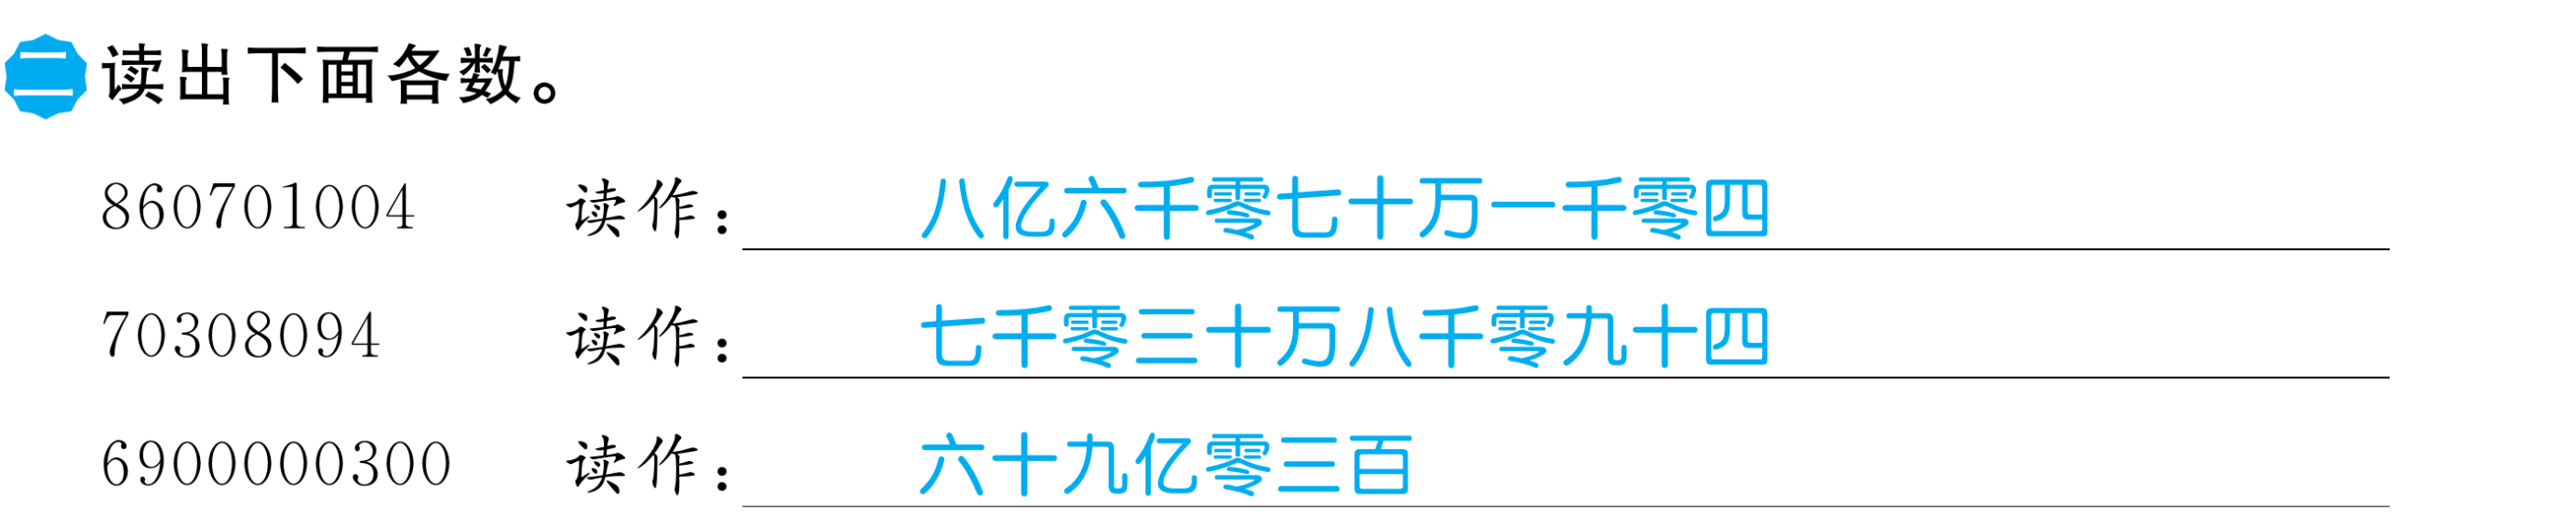 二 读出下面各数。
860701004 读作：八亿六千零七十万一千零四
70308094 读作：七千零三十万八千零九十四
6900000300 读作：六十九亿零三百